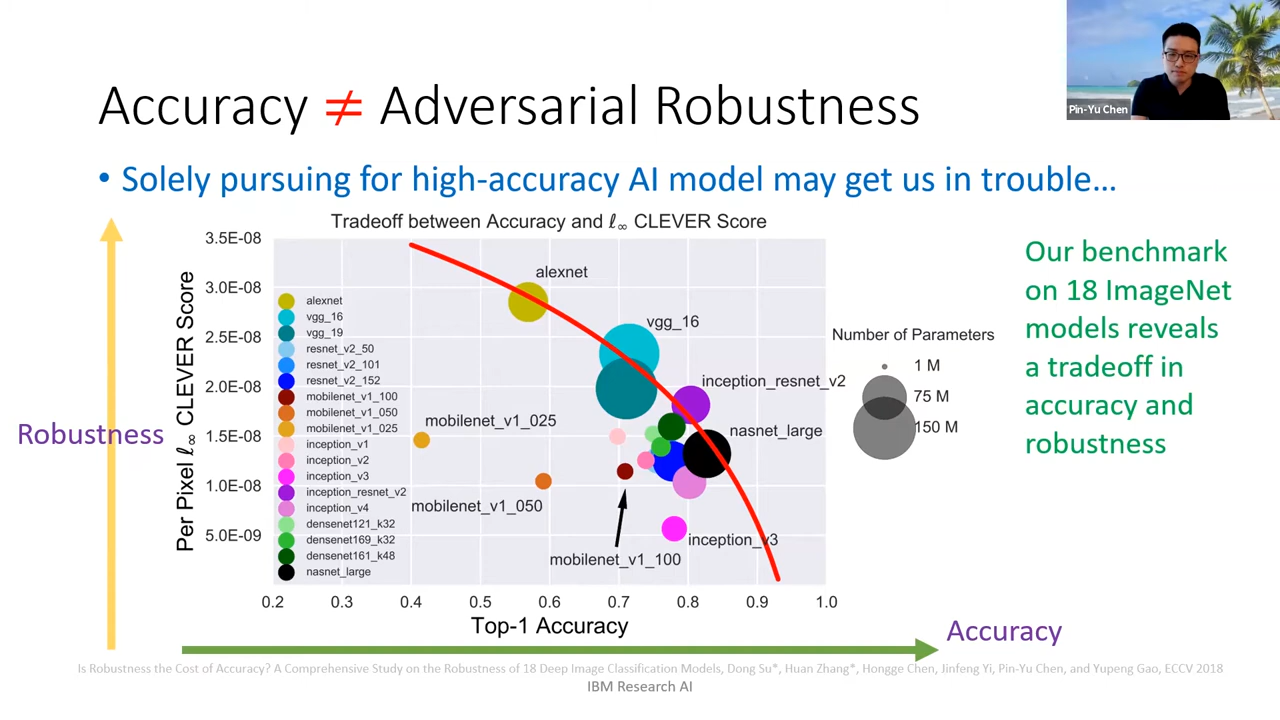 Accuracy ≠ Adversarial Robustness
Pin-Yu Chen
• Solely pursuing for high-accuracy AI model may get us in trouble…
Tradeoff between Accuracy and ℓ∞ CLEVER Score
Robustness
Per Pixel ℓ∞ CLEVER Score
3.5E-08
3.0E-08
2.5E-08
2.0E-08
1.5E-08
1.0E-08
5.0E-09
alexnet
vgg_16
vgg_19
resnet_v2_50
resnet_v2_101
resnet_v2_152
mobilenet_v1_100
mobilenet_v1_050
mobilenet_v1_025
inception_v1
inception_v2
inception_v3
inception_resnet_v2
inception_v4
densenet121_k32
densenet169_k32
densenet161_k48
nasnet_large
alexnet
vgg_16
inception_resnet_v2
mobilenet_v1_025
nasnet_large
mobilenet_v1_050
inception_v3
mobilenet_v1_100
0.2 0.3 0.4 0.5 0.6 0.7 0.8 0.9 1.0
Top-1 Accuracy
Number of Parameters
1 M
75 M
150 M
Our benchmark
on 18 ImageNet
models reveals
a tradeoff in
accuracy and
robustness
Accuracy
Is Robustness the Cost of Accuracy? A Comprehensive Study on the Robustness of 18 Deep Image Classification Models, Dong Su*, Huan Zhang*, Hongge Chen, Jinfeng Yi, Pin-Yu Chen, and Yupeng Gao, ECCV 2018
IBM Research AI